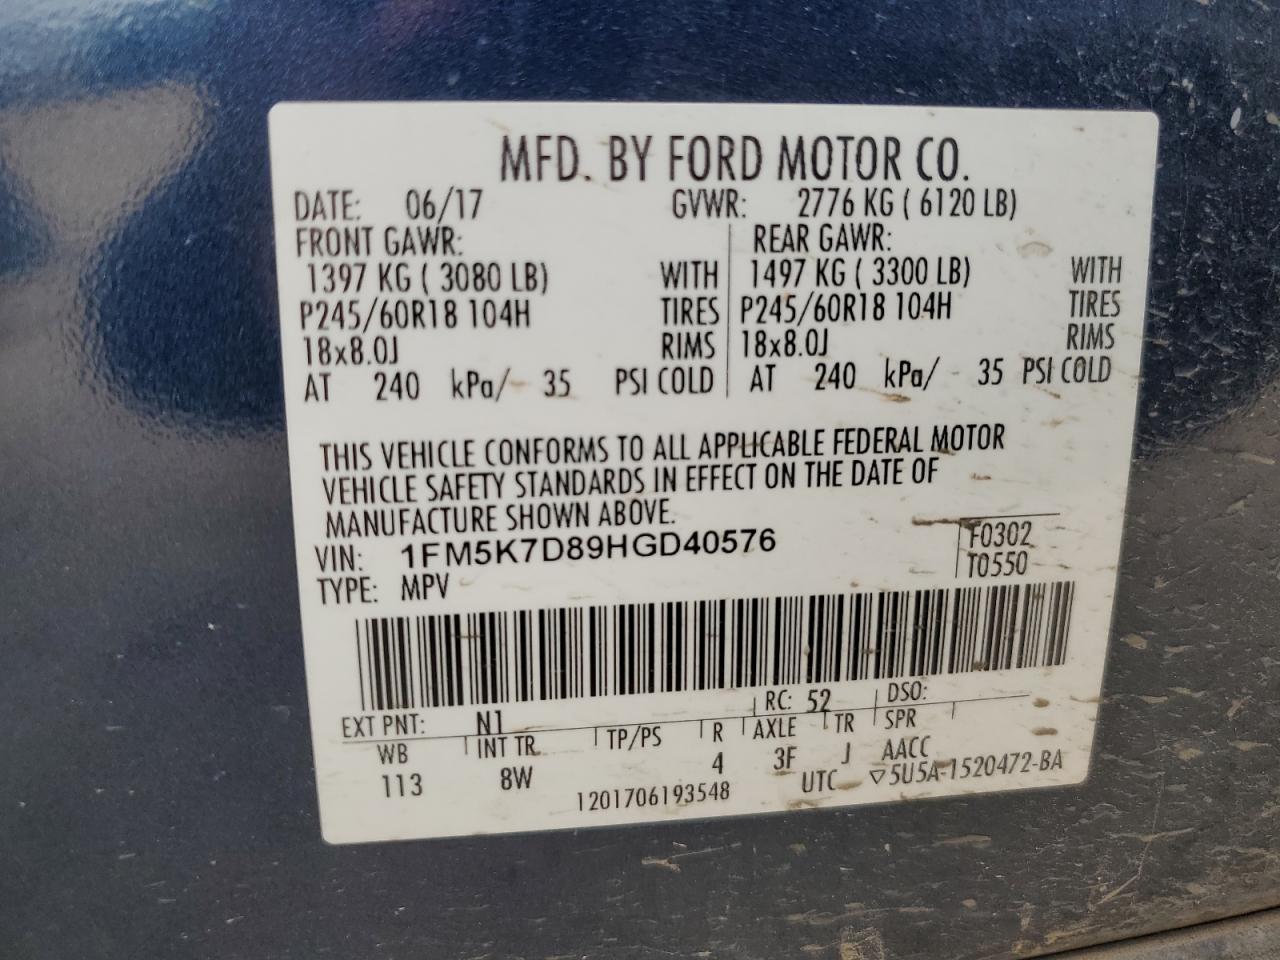 MFD. BY FORD MOTOR CO.
DATE: 06/17 GVWR: 2776 KG ( 6120 LB)
FRONT GAWR: REAR GAWR:
1397 KG ( 3080 LB) WITH 1497 KG ( 3300 LB) WITH
P245/60R18 104H TIRES P245/60R18 104H TIRES
18x8.0J RIMS 18x8.0J RIMS
AT 240 kPa/ 35 PSI COLD AT 240 kPa/ 35 PSI COLD
THIS VEHICLE CONFORMS TO ALL APPLICABLE FEDERAL MOTOR
VEHICLE SAFETY STANDARDS IN EFFECT ON THE DATE OF
MANUFACTURE SHOWN ABOVE.
VIN: 1FM5K7D89HGD40576 F0302
TYPE: MPV T0550
EXT PNT: N1 RC: 52 DSO:
WB INT TR TP/PS R AXLE TR SPR
113 8W 4 3F J AACC
1201706193548 UTC ▽5U5A-1520472-BA